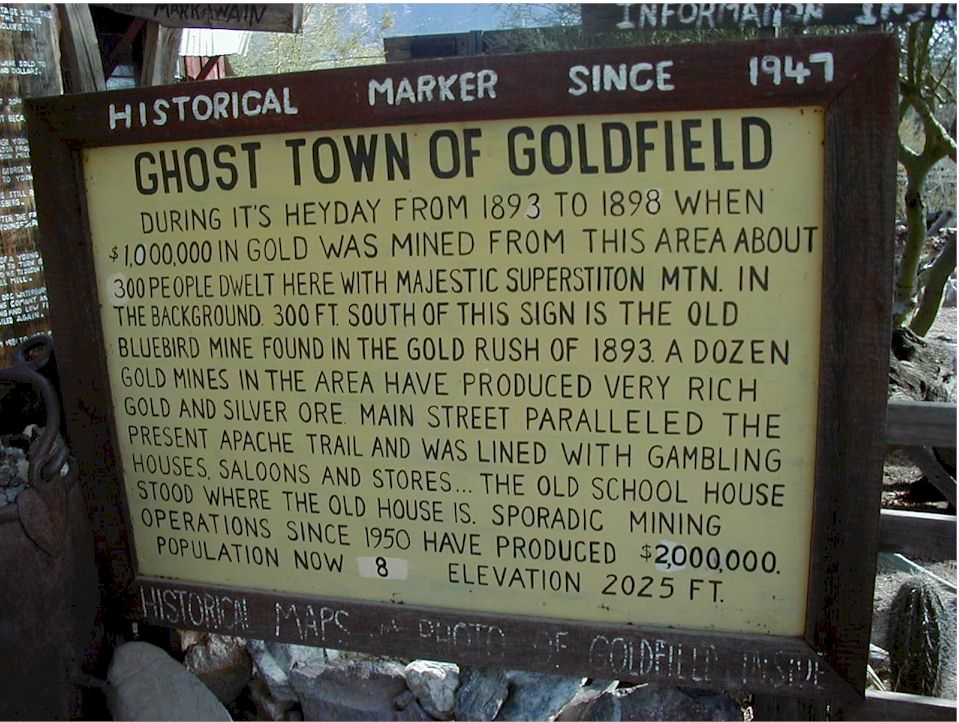 MARKAWAIN
INFORMATION
HISTORICAL MARKER SINCE 1947
GHOST TOWN OF GOLDFIELD
DURING IT'S HEYDAY FROM 1893 TO 1898 WHEN
$1,000,000 IN GOLD WAS MINED FROM THIS AREA ABOUT
300 PEOPLE DWELT HERE WITH MAJESTIC SUPERSTITON MTN. IN
THE BACKGROUND. 300 FT. SOUTH OF THIS SIGN IS THE OLD
BLUEBIRD MINE FOUND IN THE GOLD RUSH OF 1893. A DOZEN
GOLD MINES IN THE AREA HAVE PRODUCED VERY RICH
GOLD AND SILVER ORE. MAIN STREET PARALLELED THE
PRESENT APACHE TRAIL AND WAS LINED WITH GAMBLING
HOUSES, SALOONS AND STORES... THE OLD SCHOOL HOUSE
STOOD WHERE THE OLD HOUSE IS. SPORADIC MINING
OPERATIONS SINCE 1950 HAVE PRODUCED $2,000,000.
POPULATION NOW 8 ELEVATION 2025 FT.
HISTORICAL MAPS PHOTO OF GOLDFIELD INSIDE